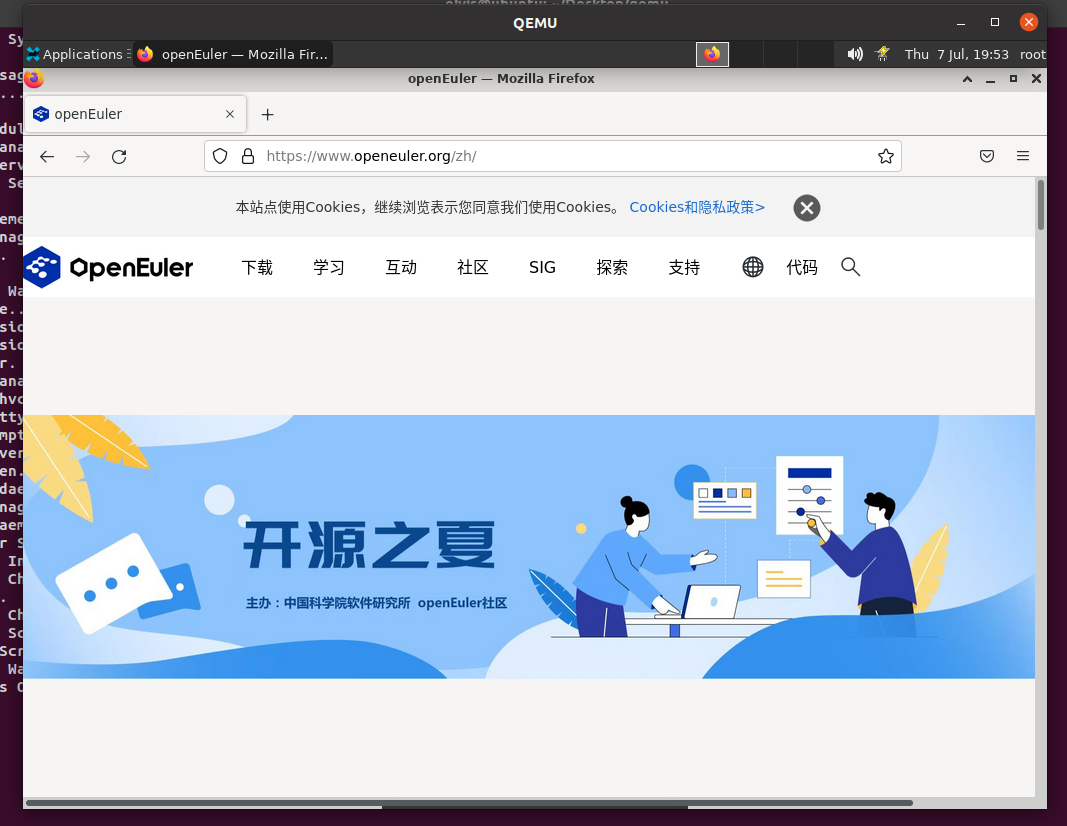 QEMU
Applications
openEuler — Mozilla Fir...
Thu 7 Jul, 19:53 root
openEuler — Mozilla Firefox
openEuler
https://www.openeuler.org/zh/
本站点使用Cookies，继续浏览表示您同意我们使用Cookies。 Cookies和隐私政策>
OpenEuler
下载 学习 互动 社区 SIG 探索 支持 代码
开源之夏
主办：中国科学院软件研究所 openEuler社区